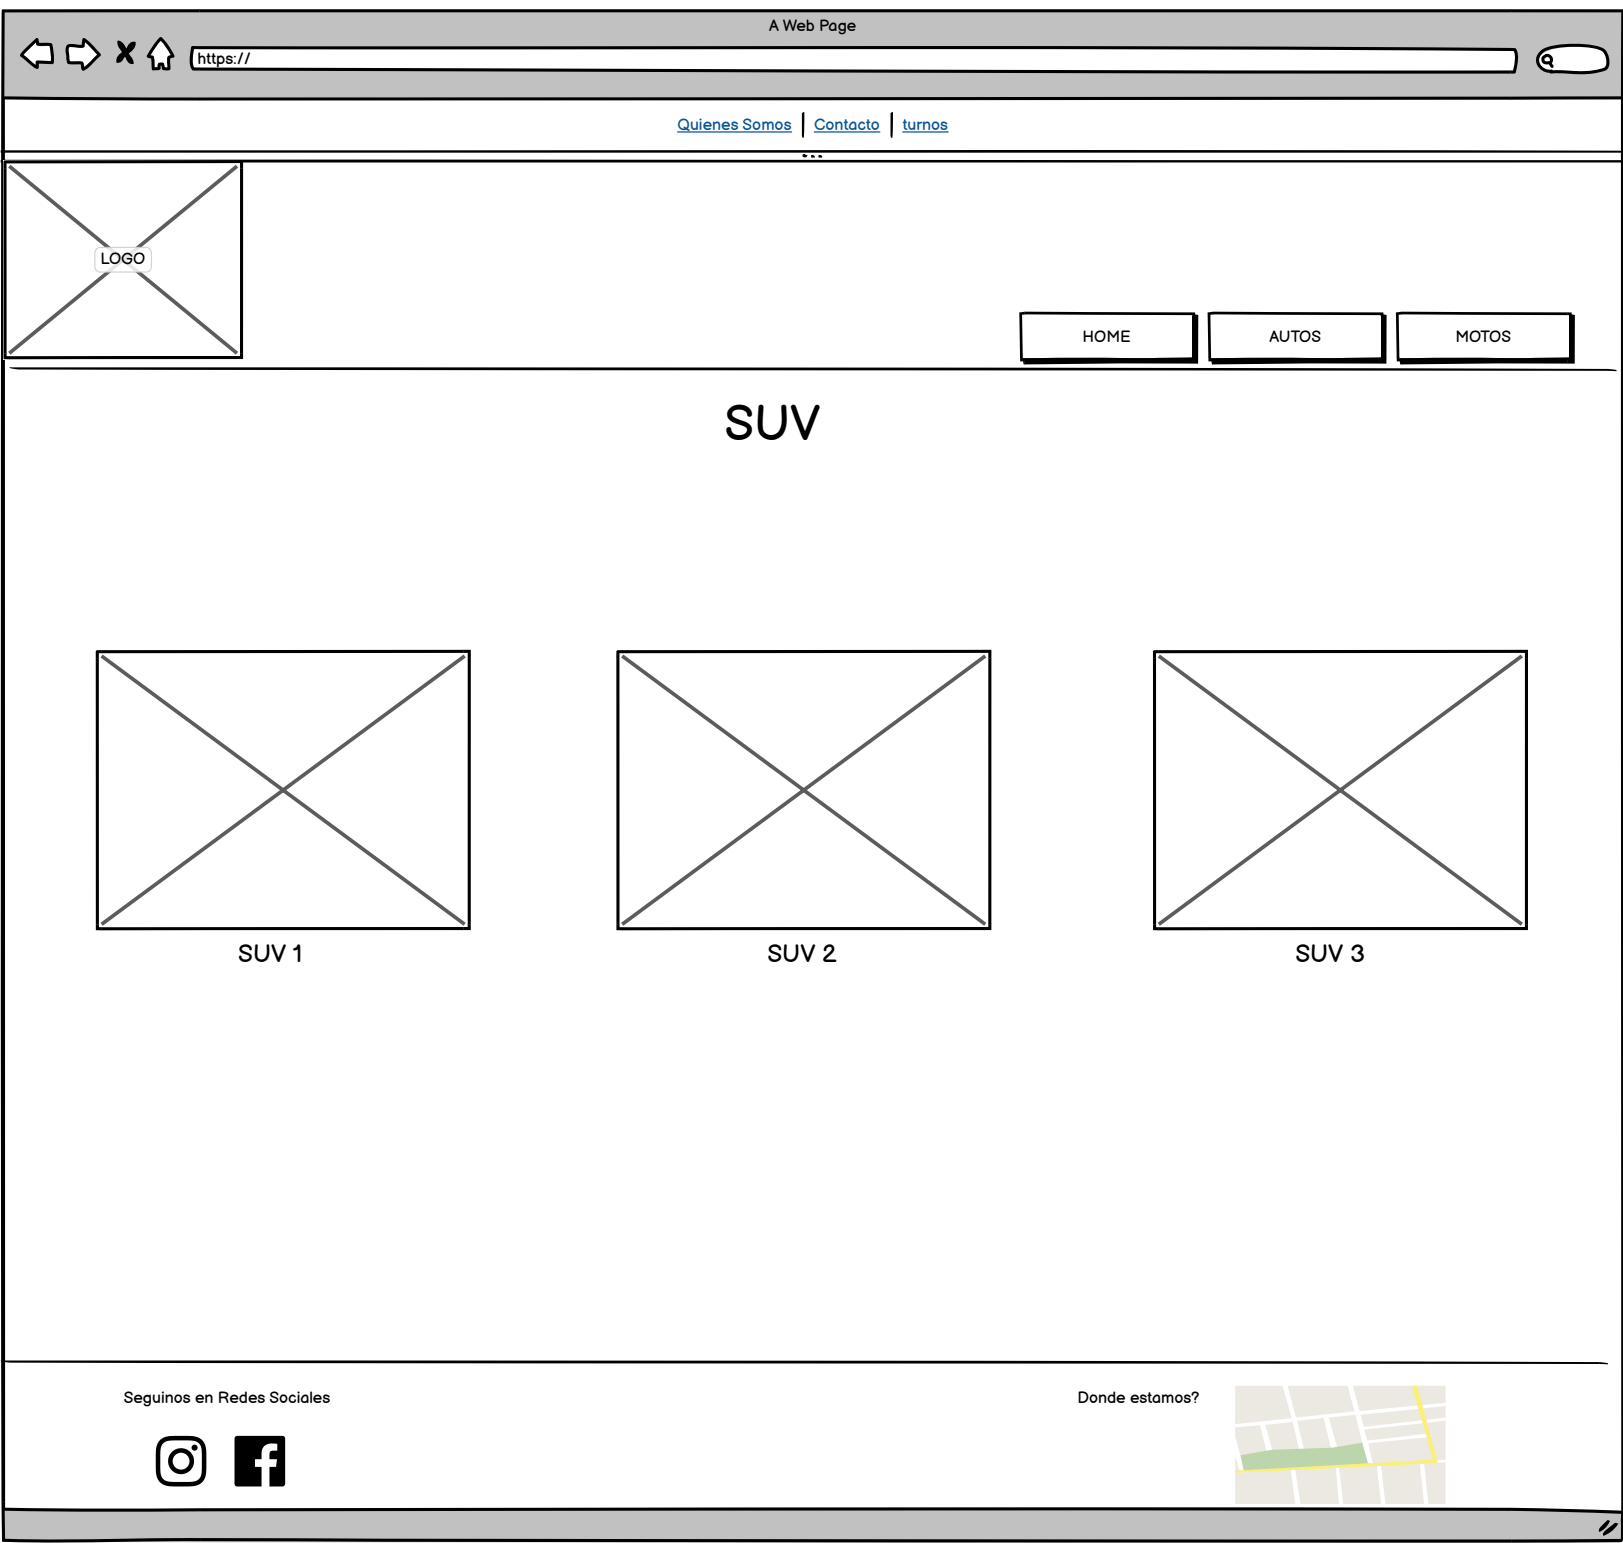 A Web Page
https://
Quienes Somos Contacto turnos
LOGO
HOME AUTOS MOTOS
SUV
SUV 1 SUV 2 SUV 3
Seguinos en Redes Sociales Donde estamos?